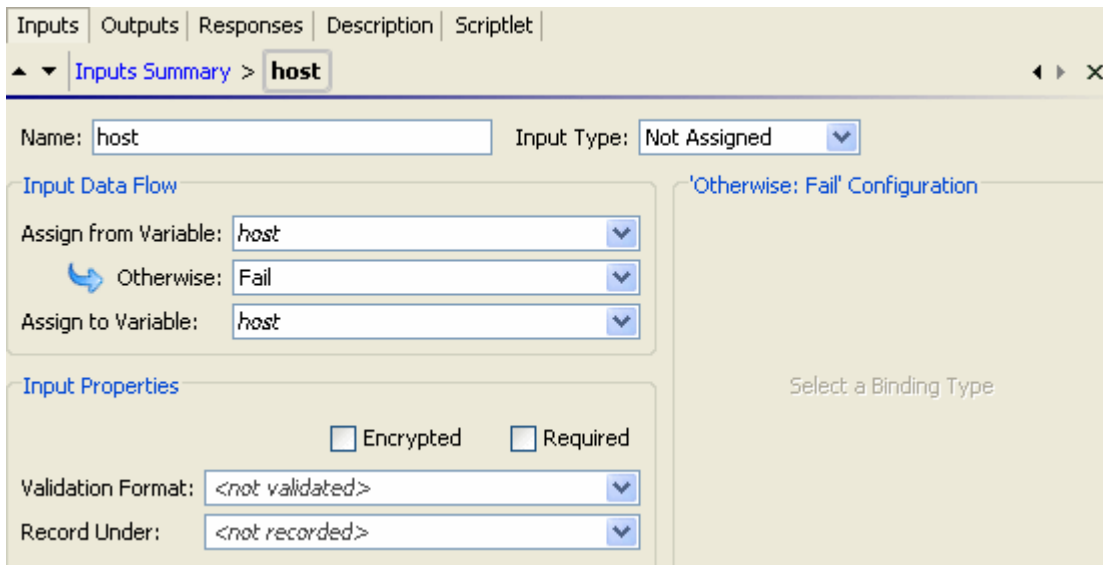 Inputs Outputs Responses Description Scriptlet
Inputs Summary > host
Name: host Input Type: Not Assigned
Input Data Flow
'Otherwise: Fail' Configuration
Assign from Variable: host
Otherwise: Fail
Assign to Variable: host
Input Properties
Select a Binding Type
Encrypted Required
Validation Format: <not validated>
Record Under: <not recorded>